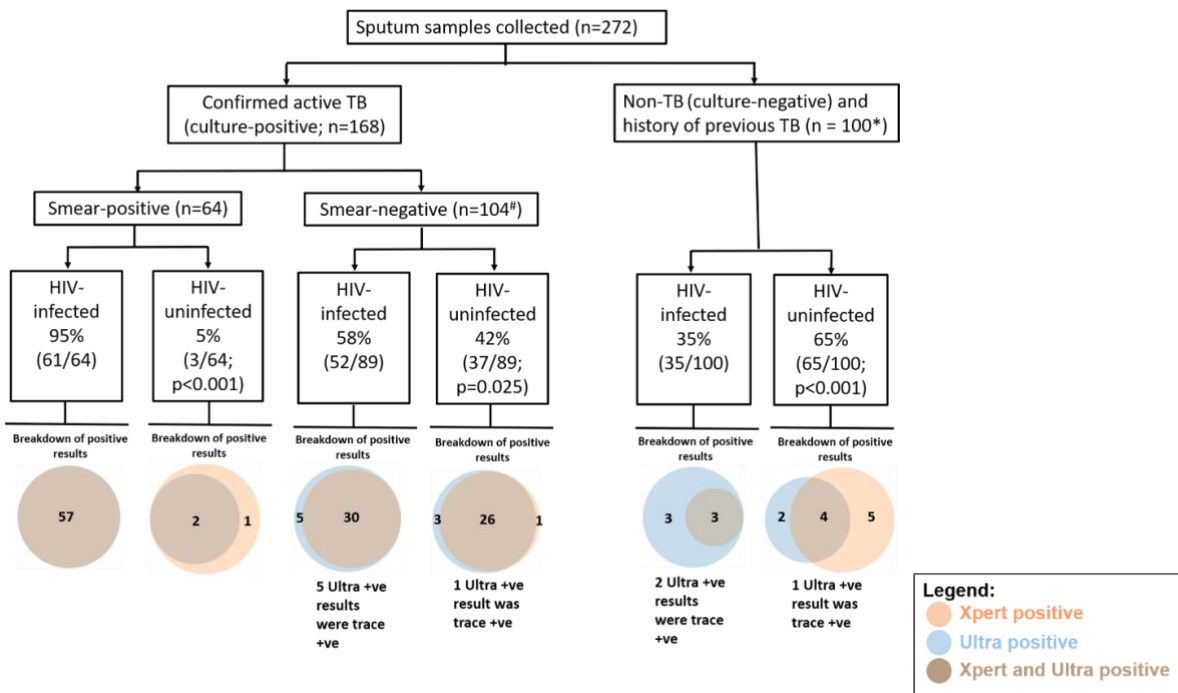 Sputum samples collected (n=272)
Confirmed active TB
(culture-positive; n=168)
Non-TB (culture-negative) and
history of previous TB (n = 100*)
Smear-positive (n=64)
Smear-negative (n=104#)
HIV-
infected
95%
(61/64)
HIV-
uninfected
5%
(3/64;
p<0.001)
HIV-
infected
58%
(52/89)
HIV-
uninfected
42%
(37/89;
p=0.025)
HIV-
infected
35%
(35/100)
HIV-
uninfected
65%
(65/100;
p<0.001)
Breakdown of positive
results
Breakdown of positive
results
Breakdown of positive
results
Breakdown of positive
results
Breakdown of positive
results
Breakdown of positive
results
57
2 1
5 30
3 26 1
3 3
2 4 5
5 Ultra +ve
results
were trace
+ve
1 Ultra +ve
result was
trace +ve
2 Ultra +ve
results
were trace
+ve
1 Ultra +ve
result was
trace +ve
Legend:
Xpert positive
Ultra positive
Xpert and Ultra positive